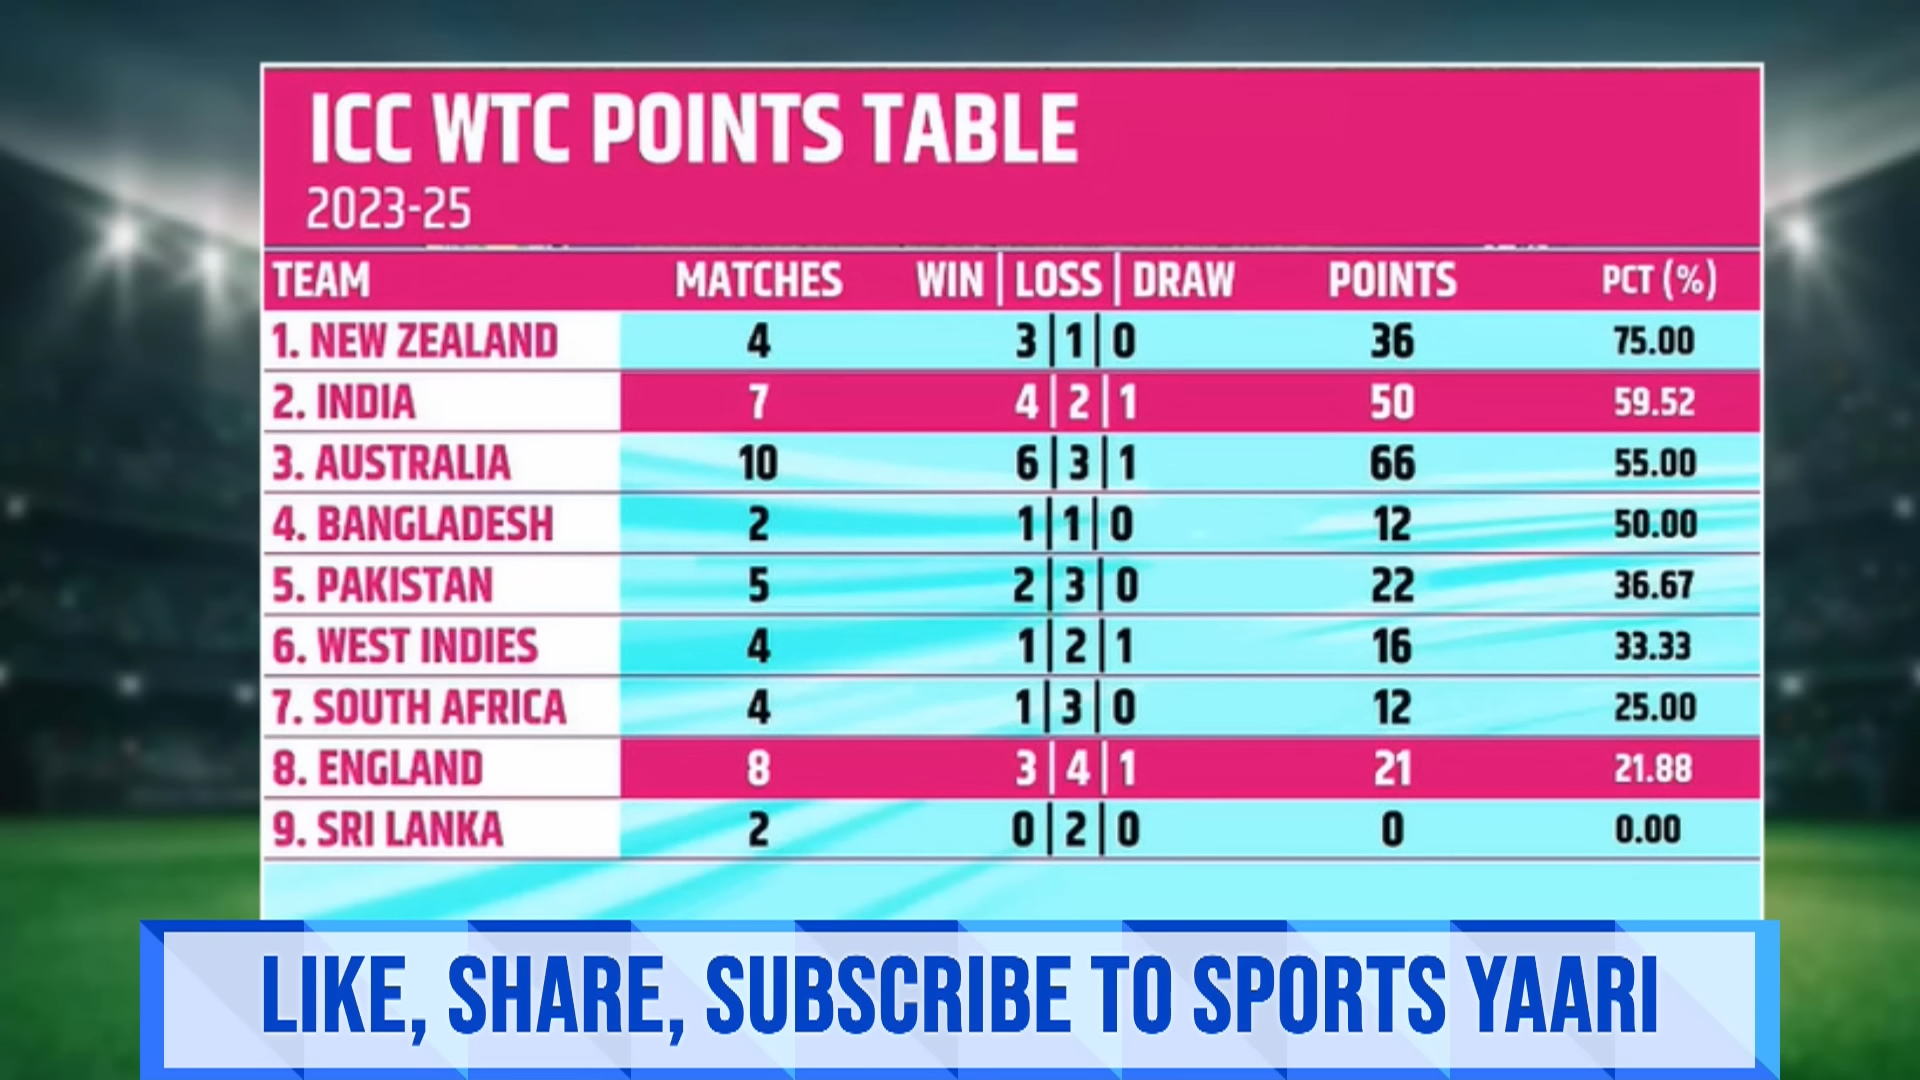 ICC WTC POINTS TABLE
2023-25
TEAM MATCHES WIN | LOSS | DRAW POINTS PCT (%)
1. NEW ZEALAND 4 3|1|0 36 75.00
2. INDIA 7 4|2|1 50 59.52
3. AUSTRALIA 10 6|3|1 66 55.00
4. BANGLADESH 2 1|1|0 12 50.00
5. PAKISTAN 5 2|3|0 22 36.67
6. WEST INDIES 4 1|2|1 16 33.33
7. SOUTH AFRICA 4 1|3|0 12 25.00
8. ENGLAND 8 3|4|1 21 21.88
9. SRI LANKA 2 0|2|0 0 0.00
LIKE, SHARE, SUBSCRIBE TO SPORTS YAARI